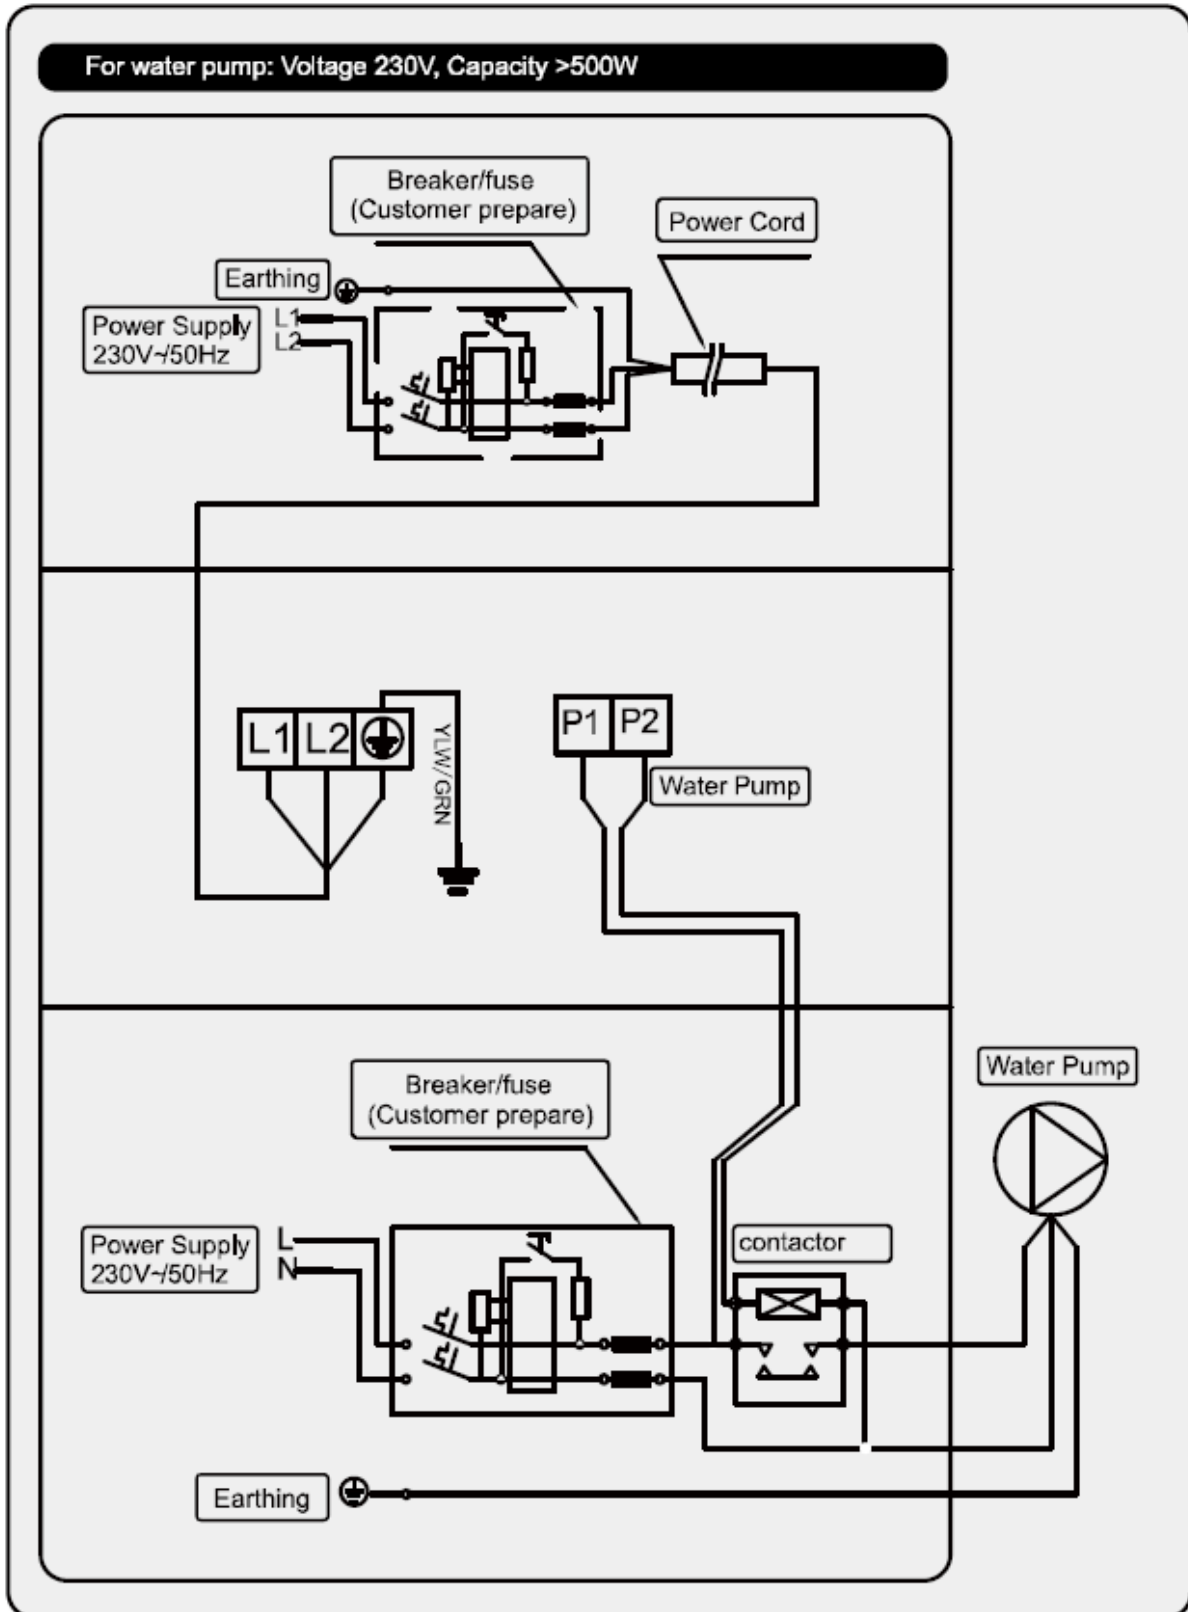 For water pump: Voltage 230V, Capacity >500W
Breaker/fuse
(Customer prepare)
Power Cord
Earthing
Power Supply
230V~/50Hz
L1
L2
L1 L2
YLW/GRN
P1 P2
Water Pump
Water Pump
Breaker/fuse
(Customer prepare)
Power Supply
230V~/50Hz
L
N
contactor
Earthing